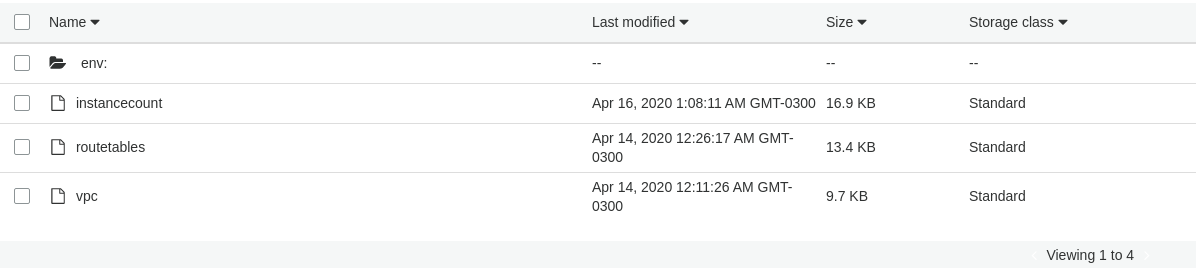 Name Last modified Size Storage class
env: -- -- --
instancecount Apr 16, 2020 1:08:11 AM GMT-0300 16.9 KB Standard
routetables Apr 14, 2020 12:26:17 AM GMT-
0300 13.4 KB Standard
vpc Apr 14, 2020 12:11:26 AM GMT-
0300 9.7 KB Standard
Viewing 1 to 4